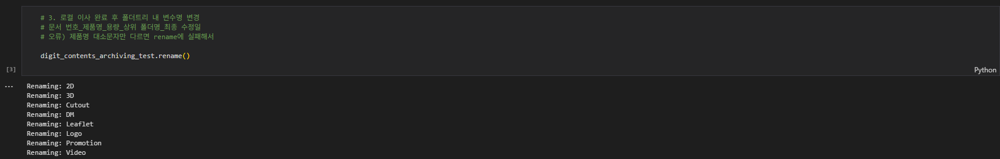 # 3. 로컬 이사 완료 후 폴더트리 내 변수명 변경
# 문서 번호_제품명_용량_상위 폴더명_최종 수정일
# 오류) 제품명 대소문자만 다르면 rename에 실패해서
digit_contents_archiving_test.rename()
[3]
Python
...
Renaming: 2D
Renaming: 3D
Renaming: Cutout
Renaming: DM
Renaming: Leaflet
Renaming: Logo
Renaming: Promotion
Renaming: Video